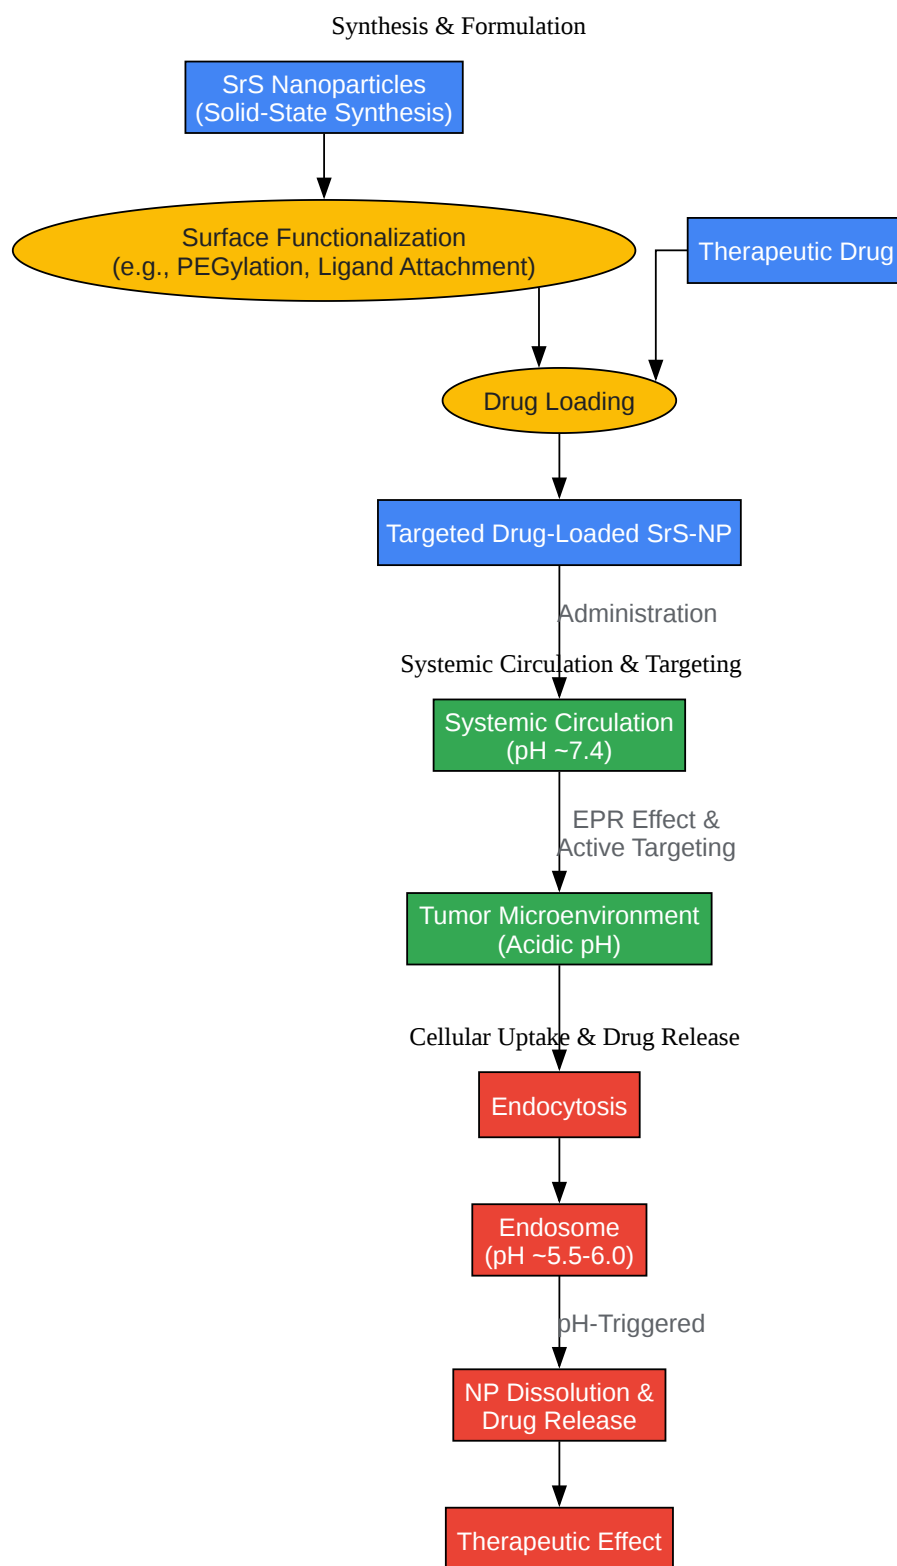 Synthesis & Formulation
SrS Nanoparticles
(Solid-State Synthesis)
Surface Functionalization
(e.g., PEGylation, Ligand Attachment)
Therapeutic Drug
Drug Loading
Targeted Drug-Loaded SrS-NP
Administration
Systemic Circulation & Targeting
Systemic Circulation
(pH ~7.4)
EPR Effect &
Active Targeting
Tumor Microenvironment
(Acidic pH)
Cellular Uptake & Drug Release
Endocytosis
Endosome
(pH ~5.5-6.0)
pH-Triggered
NP Dissolution &
Drug Release
Therapeutic Effect